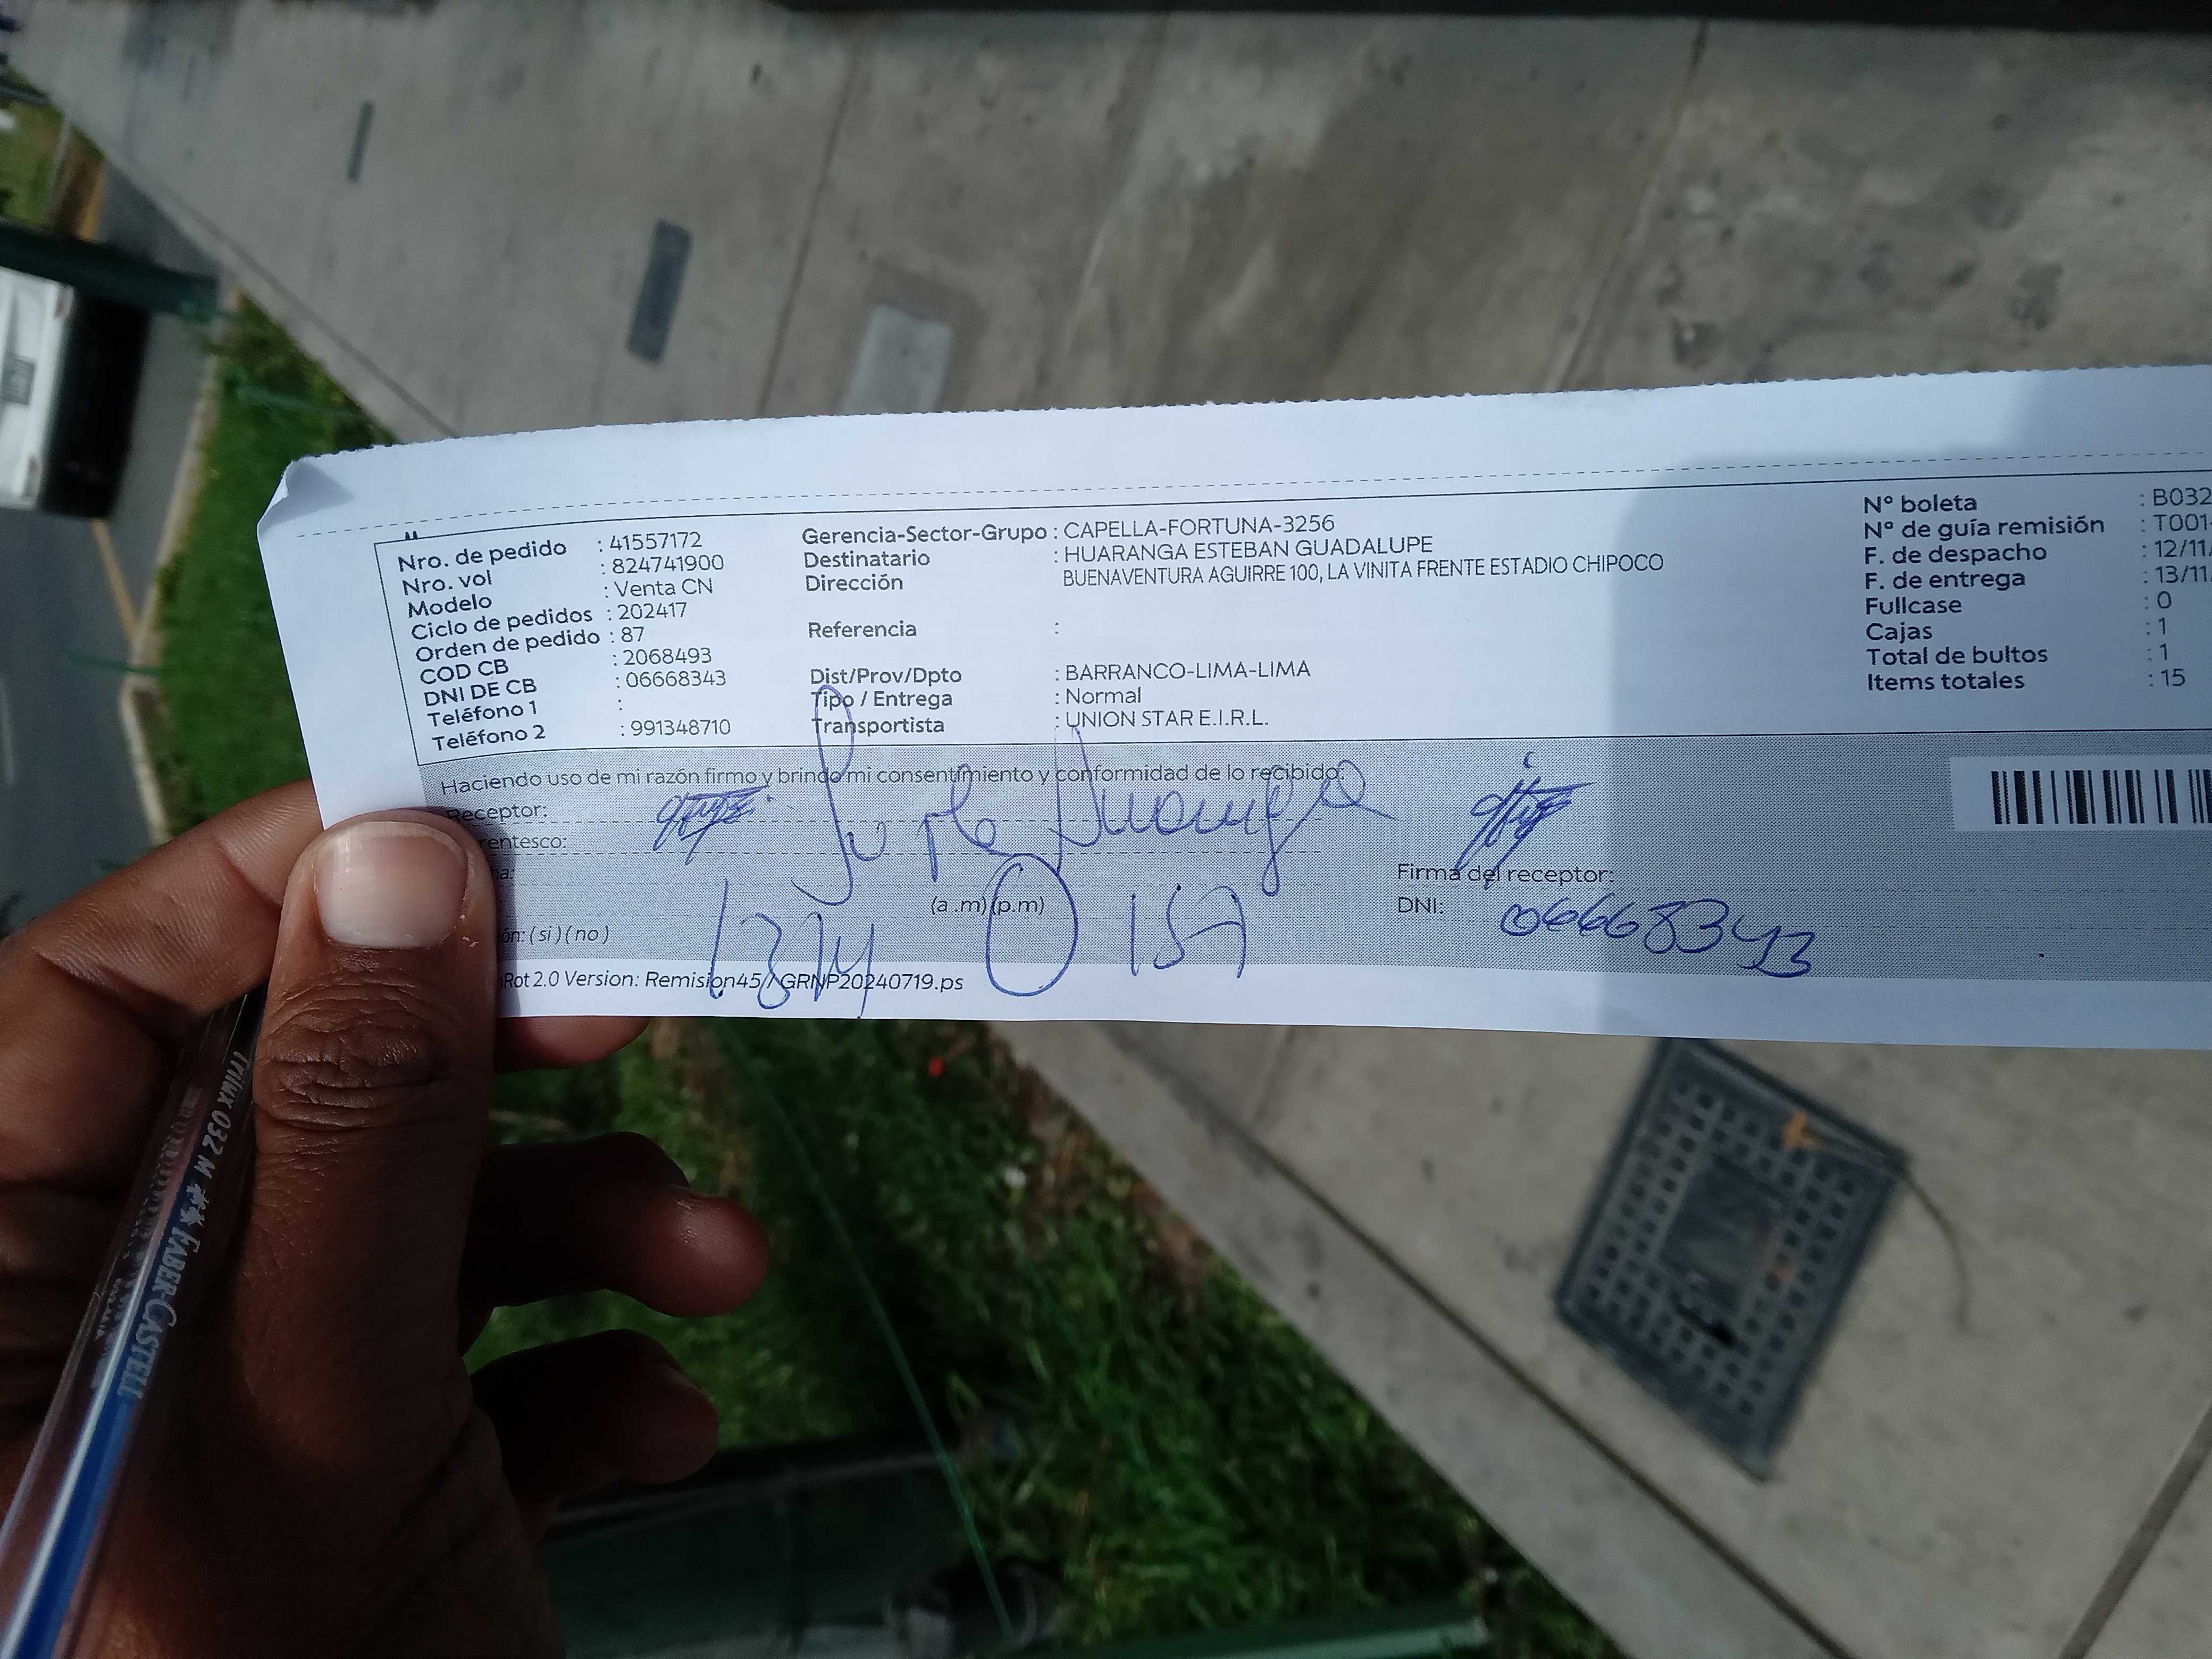 Nro. de pedido : 41557172
Nro. vol : 824741900
Modelo : Venta CN
Ciclo de pedidos : 202417
Orden de pedido : 87
COD CB : 2068493
DNI DE CB : 06668343
Teléfono 1 :
Teléfono 2 : 991348710
Gerencia-Sector-Grupo : CAPELLA-FORTUNA-3256
Destinatario : HUARANGA ESTEBAN GUADALUPE
Dirección BUENAVENTURA AGUIRRE 100, LA VINITA FRENTE ESTADIO CHIPOCO
Referencia :
Dist/Prov/Dpto : BARRANCO-LIMA-LIMA
Tipo / Entrega : Normal
Transportista : UNION STAR E.I.R.L.
N° boleta : B032
N° de guía remisión : T001-
F. de despacho : 12/11/
F. de entrega : 13/11/
Fullcase : 0
Cajas : 1
Total de bultos : 1
Items totales : 15
Haciendo uso de mi razón firmo y brindo mi consentimiento y conformidad de lo recibido:
Receptor:
entesco:
(a .m)(p.m)
ón: ( si ) ( no )
Firma del receptor:
DNI: 06668343
Rot 2.0 Version: Remision45//GRNP20240719.ps
Trilux 032 M FABER-CASTELL